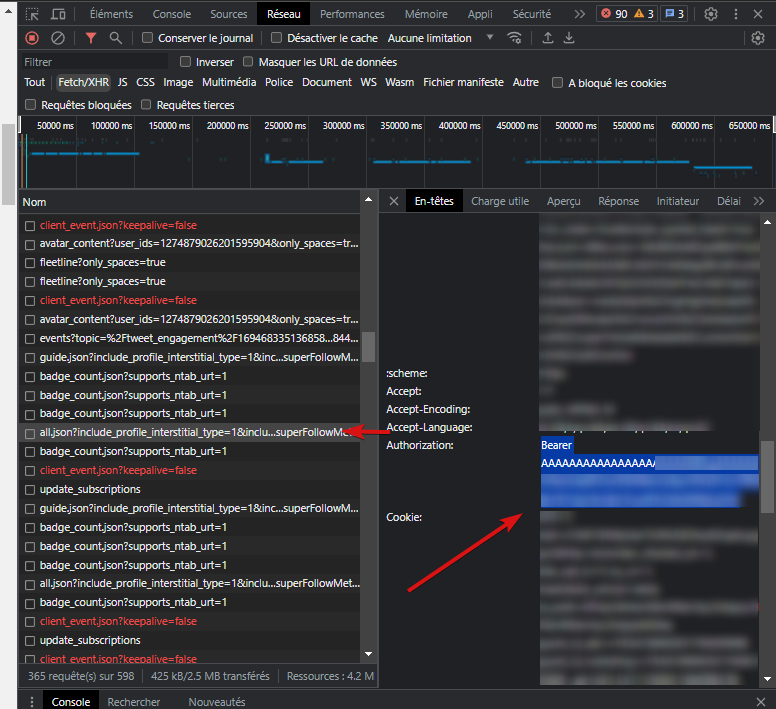 Éléments Console Sources Réseau Performances Mémoire Appli Sécurité 90 3 3
Conserver le journal Désactiver le cache Aucune limitation
Filtrer Inverser Masquer les URL de données
Tout Fetch/XHR JS CSS Image Multimédia Police Document WS Wasm Fichier manifeste Autre A bloqué les cookies
Requêtes bloquées Requêtes tierces
50000 ms 100000 ms 150000 ms 200000 ms 250000 ms 300000 ms 350000 ms 400000 ms 450000 ms 500000 ms 550000 ms 600000 ms 650000 ms
Nom
client_event.json?keepalive=false
avatar_content?user_ids=1274879026201595904&only_spaces=tr...
fleetline?only_spaces=true
fleetline?only_spaces=true
client_event.json?keepalive=false
avatar_content?user_ids=1274879026201595904&only_spaces=tr...
events?topic=%2Ftweet_engagement%2F169468335136858...844...
guide.json?include_profile_interstitial_type=1&inc...superFollowM...
badge_count.json?supports_ntab_urt=1
badge_count.json?supports_ntab_urt=1
badge_count.json?supports_ntab_urt=1
all.json?include_profile_interstitial_type=1&inclu...superFollowMet...
badge_count.json?supports_ntab_urt=1
client_event.json?keepalive=false
update_subscriptions
guide.json?include_profile_interstitial_type=1&inc...superFollowM...
badge_count.json?supports_ntab_urt=1
badge_count.json?supports_ntab_urt=1
badge_count.json?supports_ntab_urt=1
all.json?include_profile_interstitial_type=1&inclu...superFollowMet...
badge_count.json?supports_ntab_urt=1
client_event.json?keepalive=false
update_subscriptions
client_event.json?keepalive=false
365 requête(s) sur 598 425 kB/2.5 MB transférés Ressources : 4.2 M
En-têtes Charge utile Aperçu Réponse Initiateur Délai
:scheme:
Accept:
Accept-Encoding:
Accept-Language:
Authorization: Bearer
AAAAAAAAAAAAAAAAA
Cookie:
Console Rechercher Nouveautés